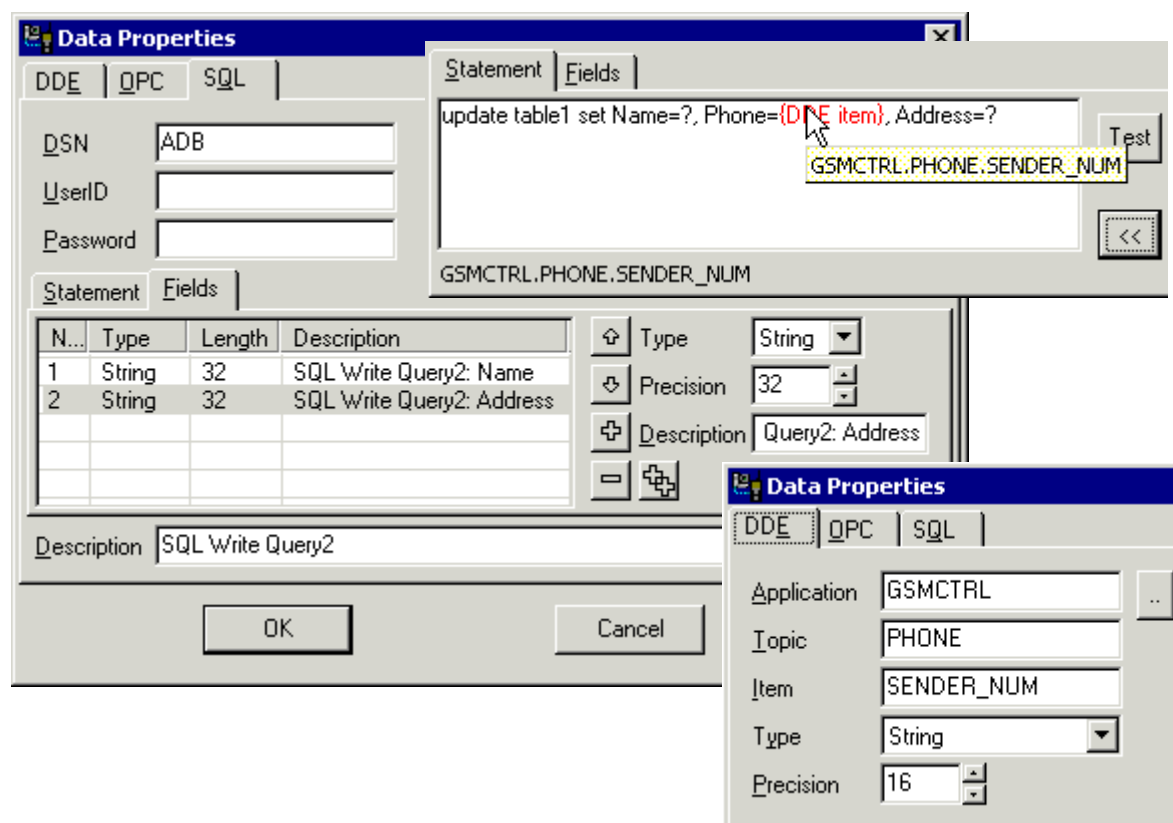 Data Properties
DDE OPC SQL
DSN ADB
UserID
Password
Statement Fields
N... Type Length Description
1 String 32 SQL Write Query2: Name
2 String 32 SQL Write Query2: Address
Type String
Precision 32
Description Query2: Address
Description SQL Write Query2
OK Cancel
Statement Fields
update table1 set Name=?, Phone={DDE item}, Address=?
Test
GSMCTRL.PHONE.SENDER_NUM
<<
GSMCTRL.PHONE.SENDER_NUM
Data Properties
DDE OPC SQL
Application GSMCTRL ..
Topic PHONE
Item SENDER_NUM
Type String
Precision 16